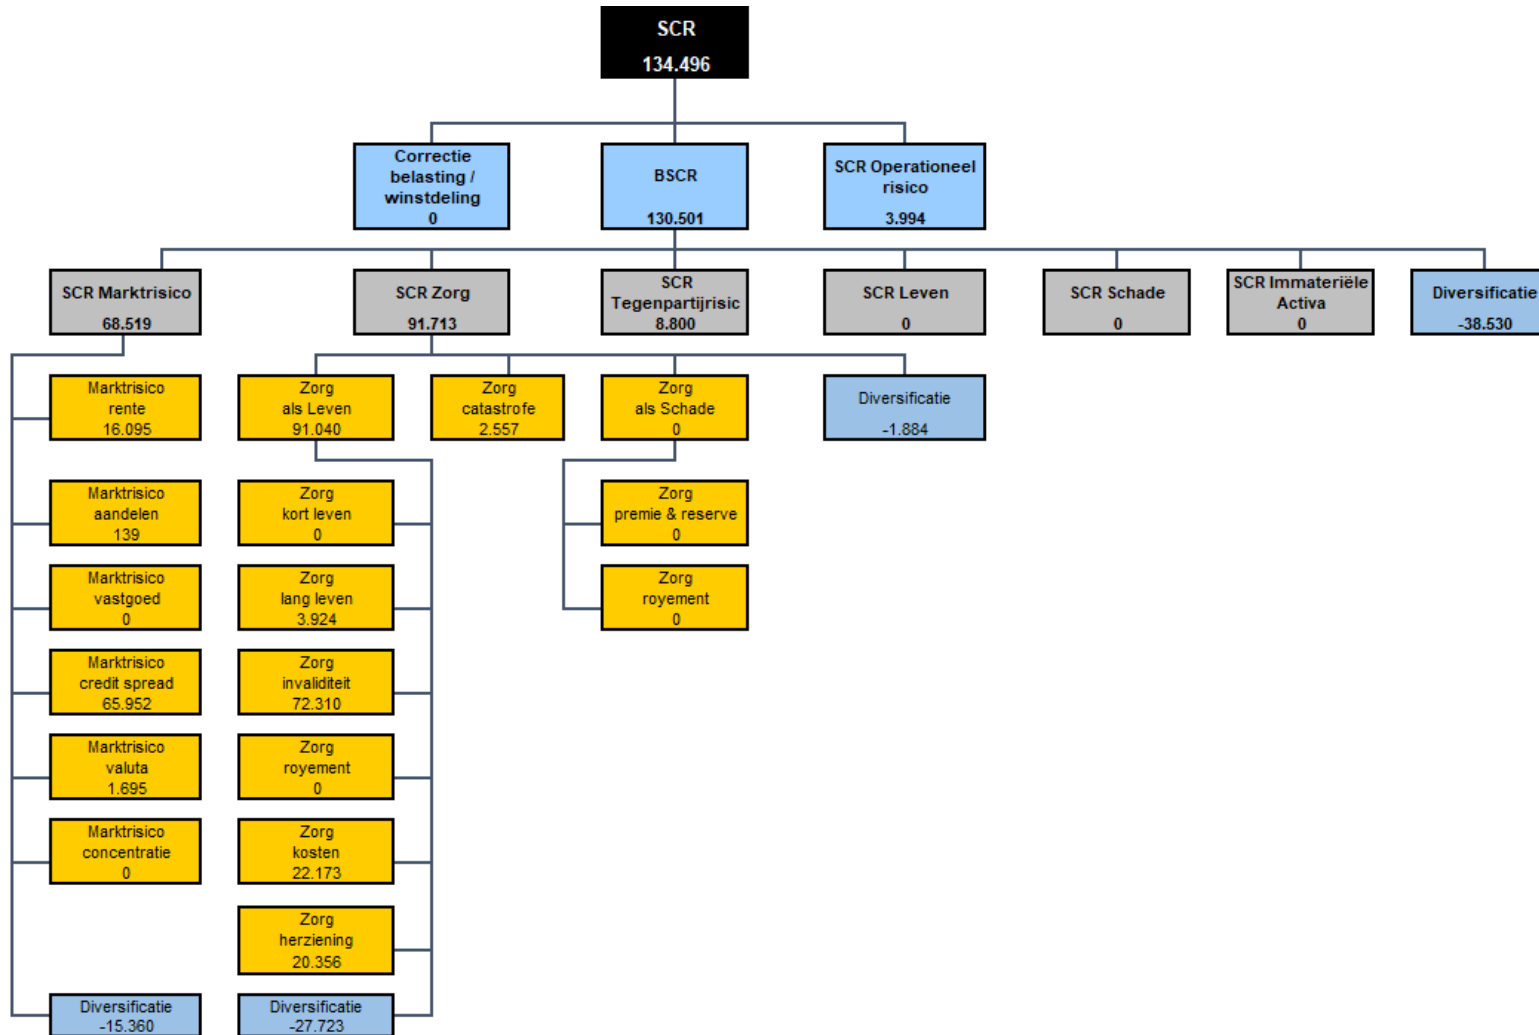 SCR
134.496
Correctie
belasting /
winstdeling
0
BSCR
130.501
SCR Operationeel
risico
3.994
SCR Marktrisico
68.519
SCR Zorg
91.713
SCR
Tegenpartijrisic
8.800
SCR Leven
0
SCR Schade
0
SCR Immateriële
Activa
0
Diversificatie
-38.530
Marktrisico
rente
16.095
Zorg
als Leven
91.040
Zorg
catastrofe
2.557
Zorg
als Schade
0
Diversificatie
-1.884
Marktrisico
aandelen
139
Zorg
kort leven
0
Zorg
premie & reserve
0
Marktrisico
vastgoed
0
Zorg
lang leven
3.924
Zorg
royement
0
Marktrisico
credit spread
65.952
Zorg
invaliditeit
72.310
Marktrisico
valuta
1.695
Zorg
royement
0
Marktrisico
concentratie
0
Zorg
kosten
22.173
Zorg
herziening
20.356
Diversificatie
-15.360
Diversificatie
-27.723